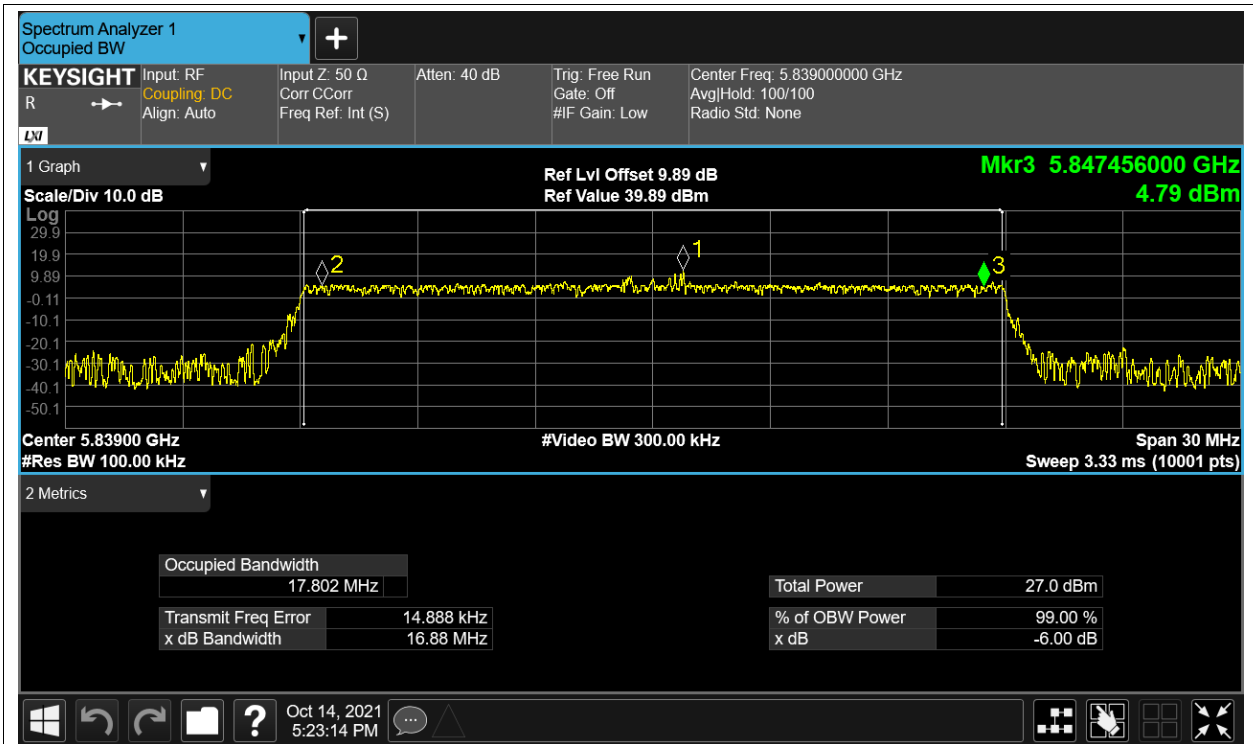 Spectrum Analyzer 1
Occupied BW
KEYSIGHT
R
LXI
Input: RF
Coupling: DC
Align: Auto
Input Z: 50 Ω
Corr CCorr
Freq Ref: Int (S)
Atten: 40 dB
Trig: Free Run
Gate: Off
#IF Gain: Low
Center Freq: 5.839000000 GHz
Avg|Hold: 100/100
Radio Std: None
1 Graph
Scale/Div 10.0 dB
Ref Lvl Offset 9.89 dB
Ref Value 39.89 dBm
Mkr3 5.847456000 GHz
4.79 dBm
Log
29.9
19.9
9.89
-0.11
-10.1
-20.1
-30.1
-40.1
-50.1
2
1
3
Center 5.83900 GHz
#Video BW 300.00 kHz
Span 30 MHz
#Res BW 100.00 kHz
Sweep 3.33 ms (10001 pts)
2 Metrics
Occupied Bandwidth
17.802 MHz
Total Power 27.0 dBm
Transmit Freq Error 14.888 kHz
% of OBW Power 99.00 %
x dB Bandwidth 16.88 MHz
x dB -6.00 dB
?
Oct 14, 2021
5:23:14 PM